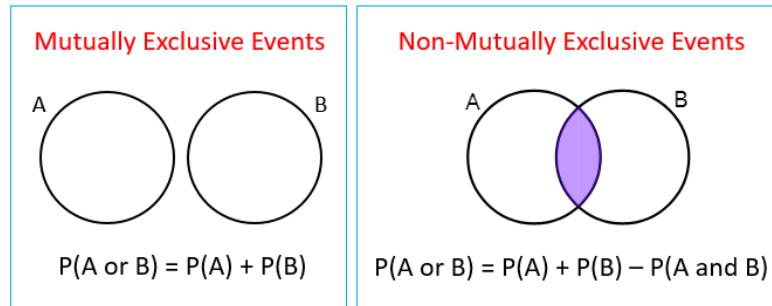 Mutually Exclusive Events
A
B
P(A or B) = P(A) + P(B)
Non-Mutually Exclusive Events
A
B
P(A or B) = P(A) + P(B) – P(A and B)